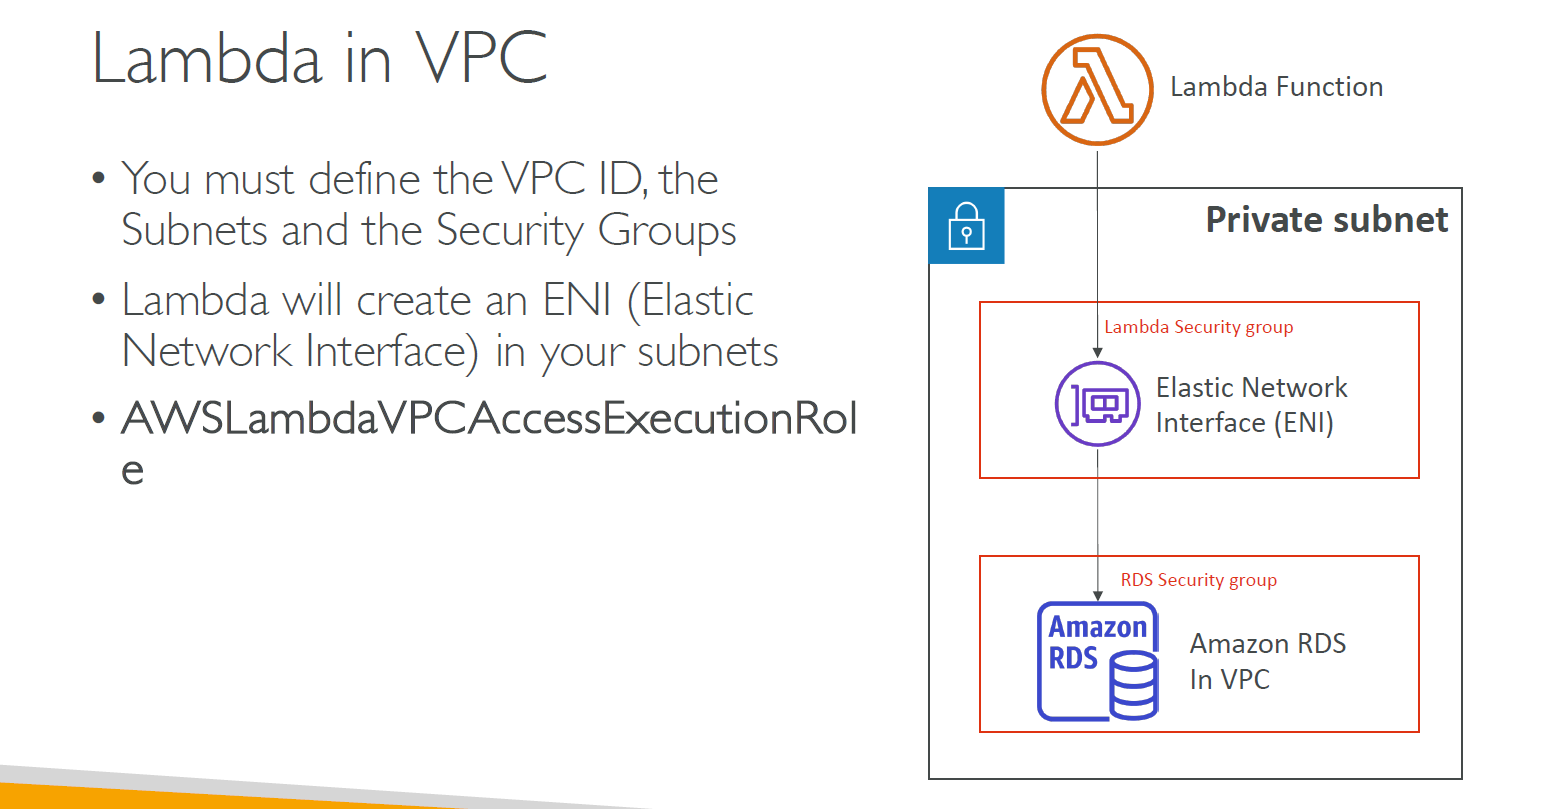 Lambda in VPC
• You must define the VPC ID, the
Subnets and the Security Groups
• Lambda will create an ENI (Elastic
Network Interface) in your subnets
• AWSLambdaVPCAccessExecutionRol
e
Lambda Function
Private subnet
Lambda Security group
Elastic Network
Interface (ENI)
RDS Security group
Amazon
RDS
Amazon RDS
In VPC